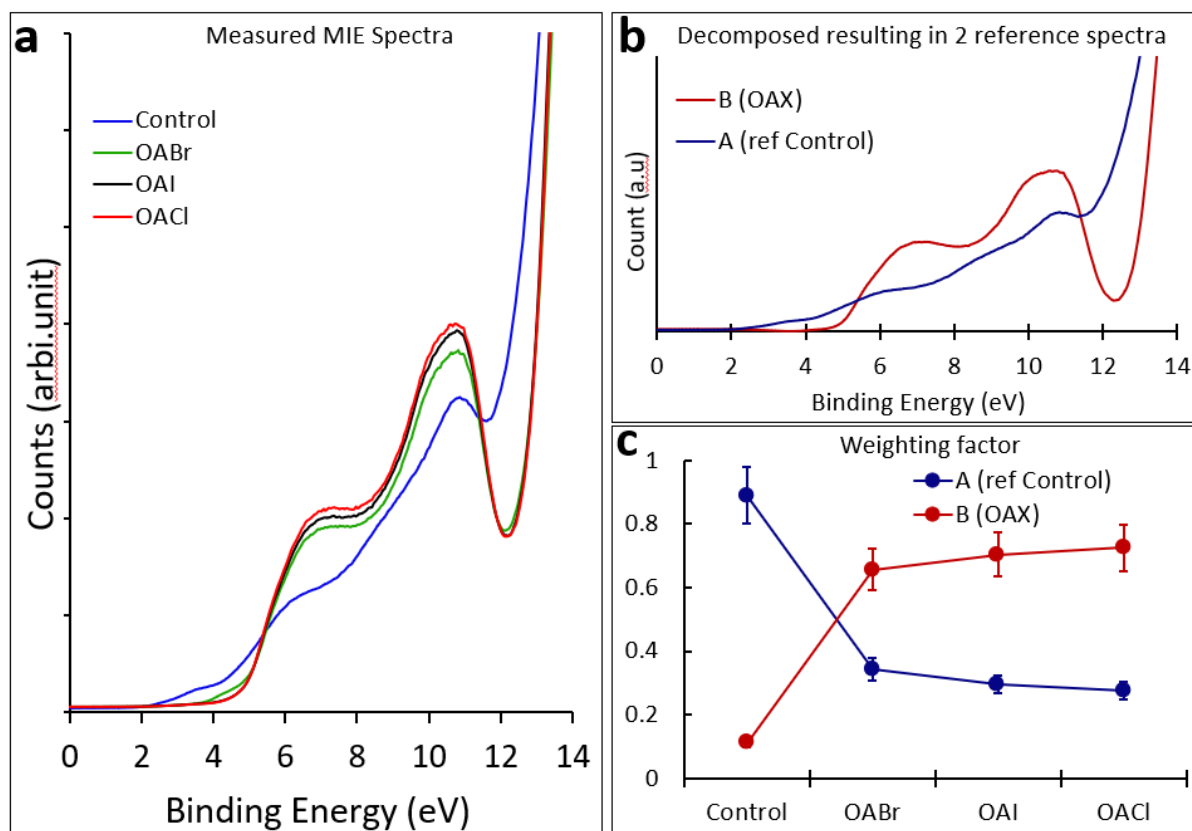 a
Measured MIE Spectra
Control
OABr
OAI
OACl
Counts (arbi.unit)
0 2 4 6 8 10 12 14
Binding Energy (eV)
b
Decomposed resulting in 2 reference spectra
B (OAX)
A (ref Control)
Count (a.u)
0 2 4 6 8 10 12 14
Binding Energy (eV)
c
Weighting factor
A (ref Control)
B (OAX)
1
0.8
0.6
0.4
0.2
0
Control OABr OAI OACl